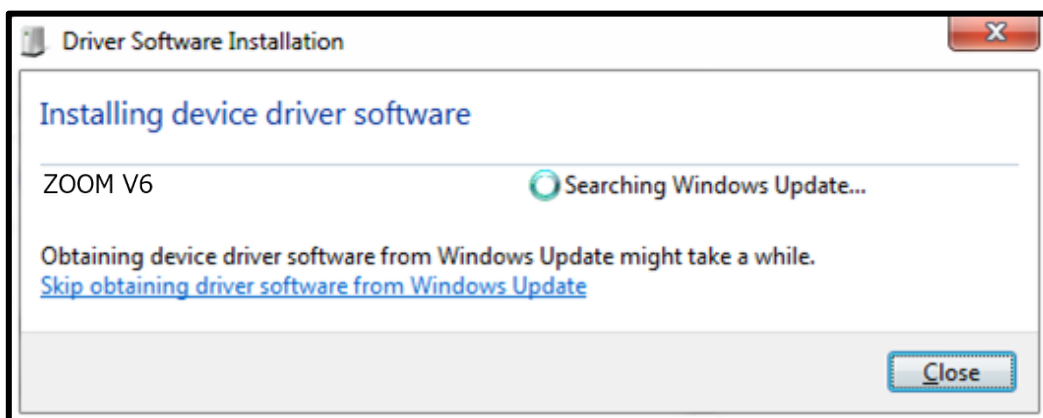 Driver Software Installation
Installing device driver software
ZOOM V6 Searching Windows Update...
Obtaining device driver software from Windows Update might take a while.
Skip obtaining driver software from Windows Update
Close